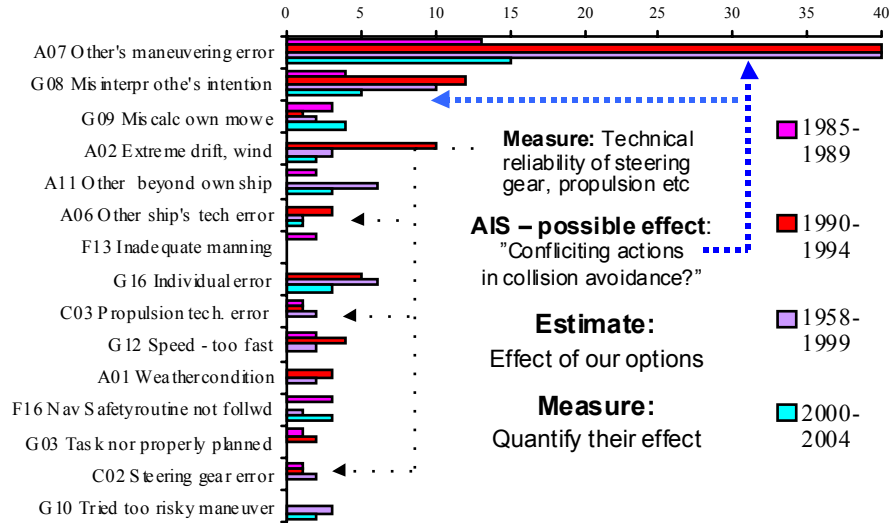 0 5 10 15 20 25 30 35 40
A07 Other's maneuvering error
G08 Misinterpr othe's intention
G09 Miscalc own mowe
A02 Extreme drift, wind
A11 Other beyond own ship
A06 Other ship's tech error
F13 Inadequate manning
G16 Individual error
C03 Propulsion tech. error
G12 Speed - too fast
A01 Weathercondition
F16 Nav Safetyroutine not follwd
G03 Task nor properly planned
C02 Steering gear error
G10 Tried too risky maneuver
Measure: Technical
reliability of steering
gear, propulsion etc
AIS – possible effect:
"Confliciting actions
in collision avoidance?"
Estimate:
Effect of our options
Measure:
Quantify their effect
1985-
1989
1990-
1994
1958-
1999
2000-
2004